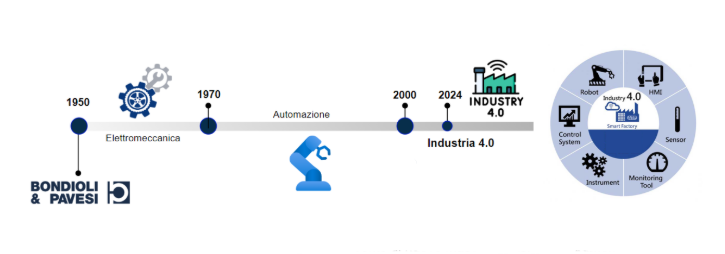 1950
Elettromeccanica
BONDIOLI
& PAVESI
1970
Automazione
2000
2024
INDUSTRY
4.0
Industria 4.0
Robot
HMI
Industry 4.0
Smart Factory
Control
System
Sensor
Instrument
Monitoring
Tool